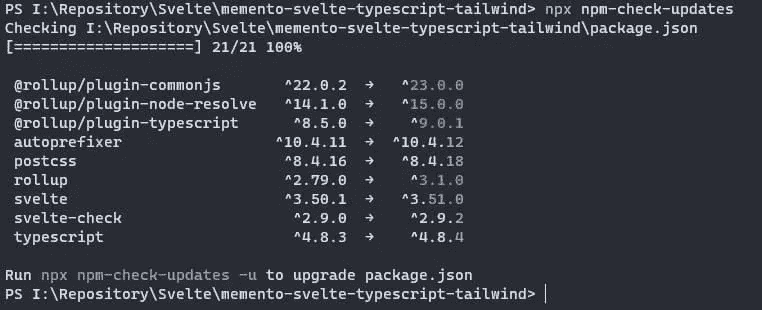 PS I:\Repository\Svelte\memento-svelte-typescript-tailwind> npx npm-check-updates
Checking I:\Repository\Svelte\memento-svelte-typescript-tailwind\package.json
[====================] 21/21 100%
@rollup/plugin-commonjs ^22.0.2 → ^23.0.0
@rollup/plugin-node-resolve ^14.1.0 → ^15.0.0
@rollup/plugin-typescript ^8.5.0 → ^9.0.1
autoprefixer ^10.4.11 → ^10.4.12
postcss ^8.4.16 → ^8.4.18
rollup ^2.79.0 → ^3.1.0
svelte ^3.50.1 → ^3.51.0
svelte-check ^2.9.0 → ^2.9.2
typescript ^4.8.3 → ^4.8.4
Run npx npm-check-updates -u to upgrade package.json
PS I:\Repository\Svelte\memento-svelte-typescript-tailwind>